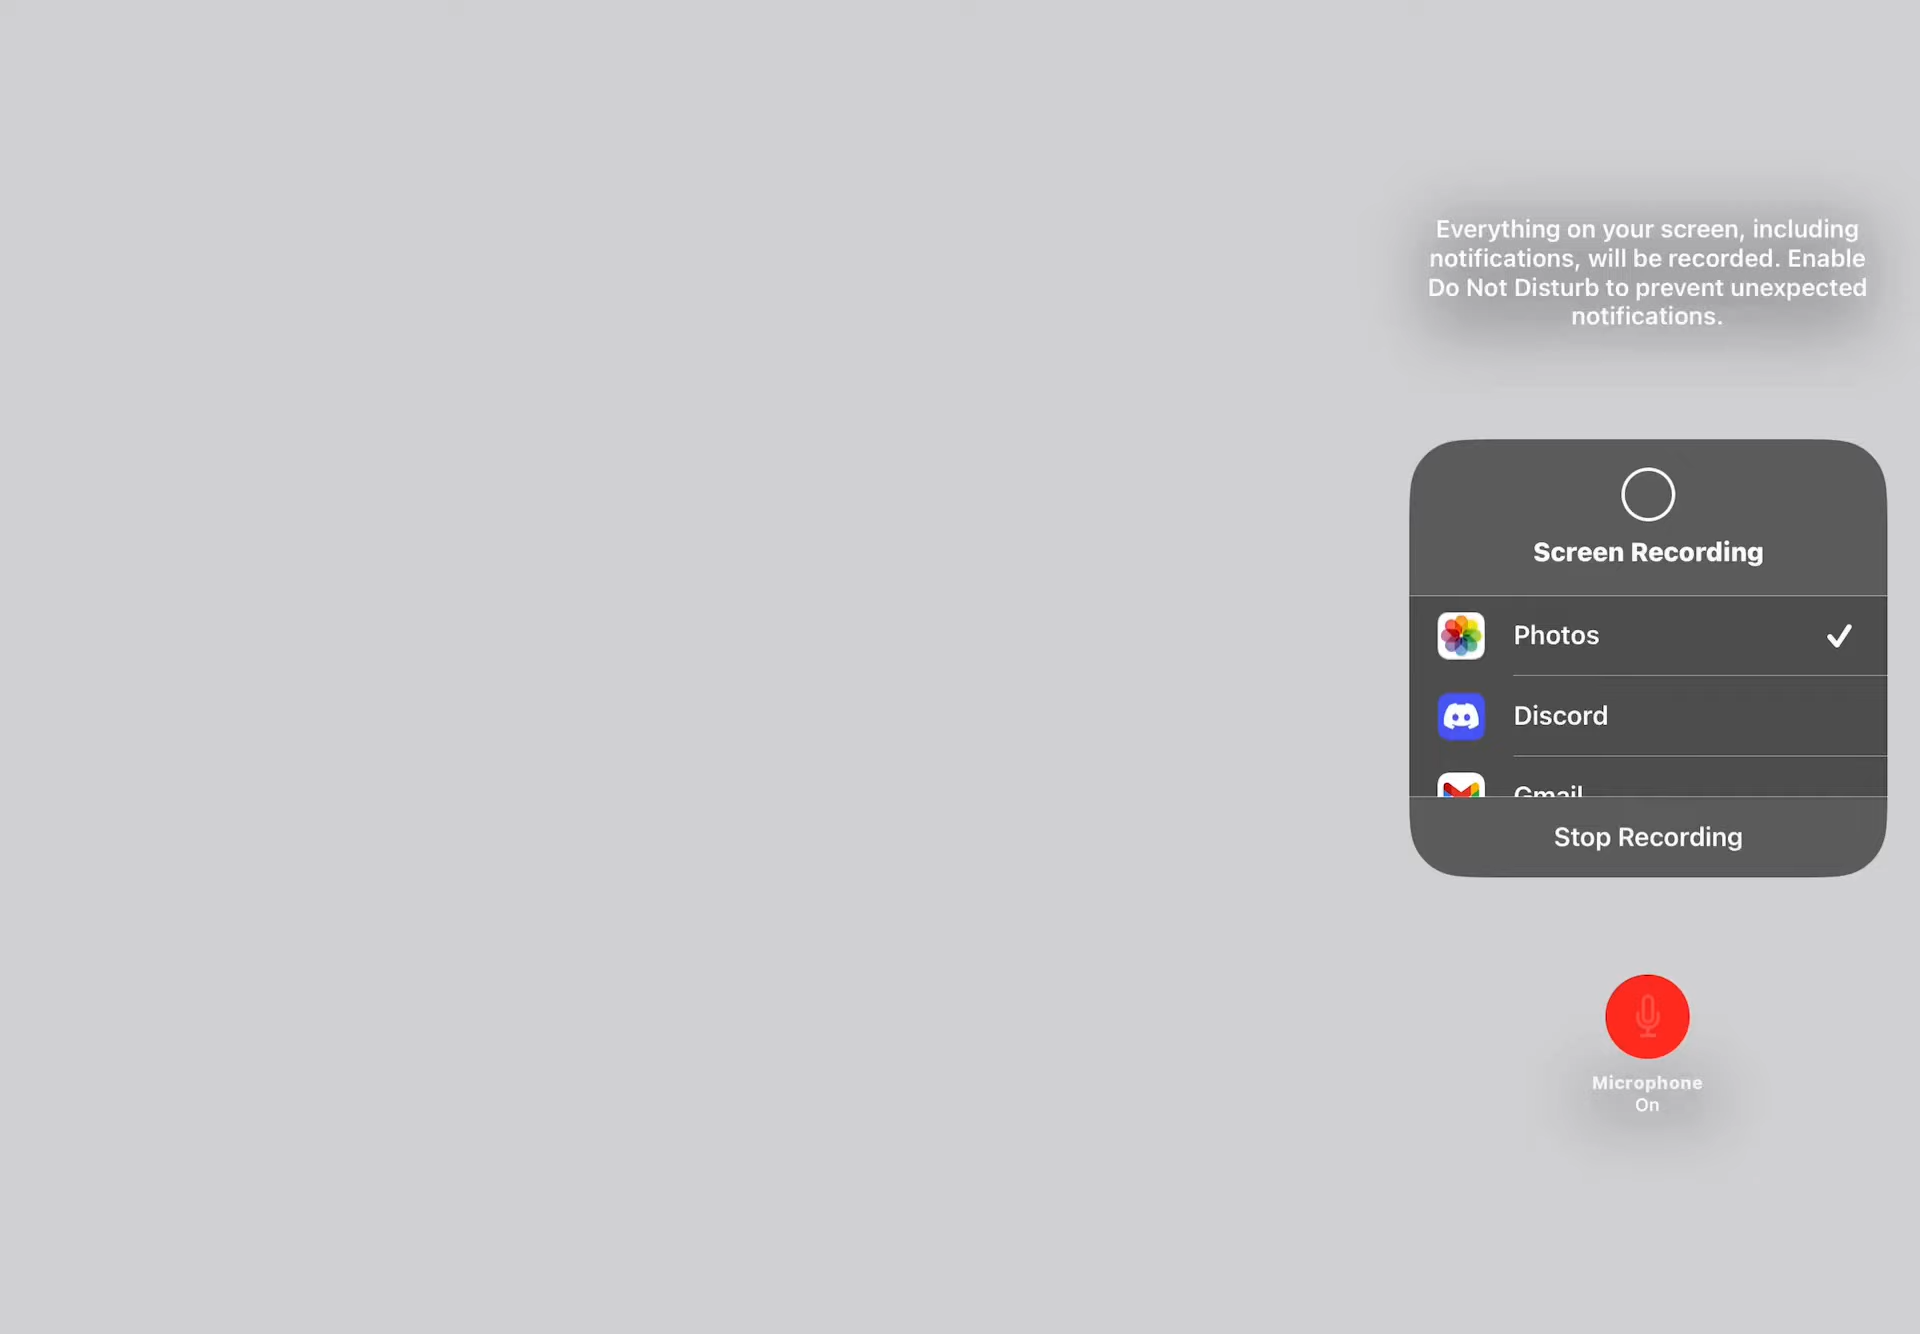 Everything on your screen, including
notifications, will be recorded. Enable
Do Not Disturb to prevent unexpected
notifications.
Screen Recording
Photos
Discord
Gmail
Stop Recording
Microphone
On